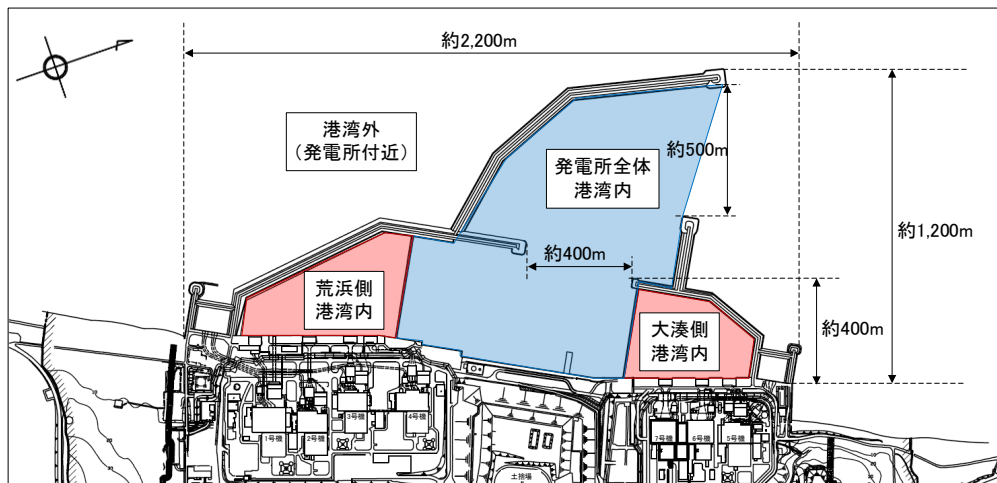 約2,200m
港湾外
(発電所付近)
発電所全体
港湾内
約500m
約1,200m
約400m
荒浜側
港湾内
大湊側
港湾内
約400m
1号機
2号機
3号機
4号機
7号機
6号機
5号機
土捨場